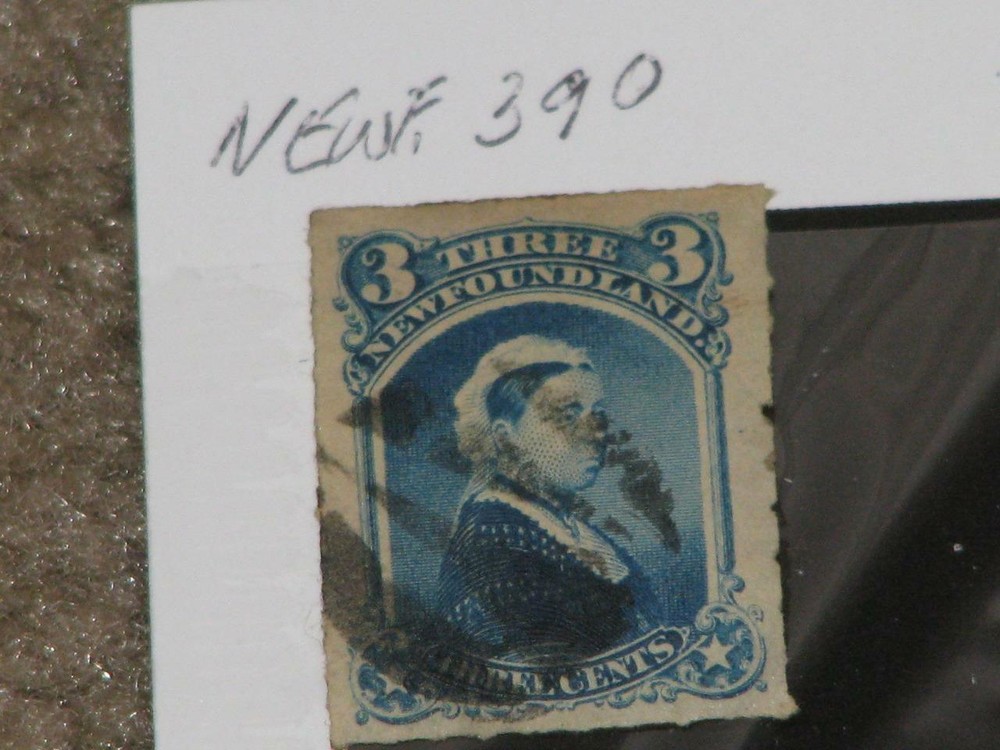 NEWF. 390
3 THREE 3
NEWFOUNDLAND.
THREE CENTS